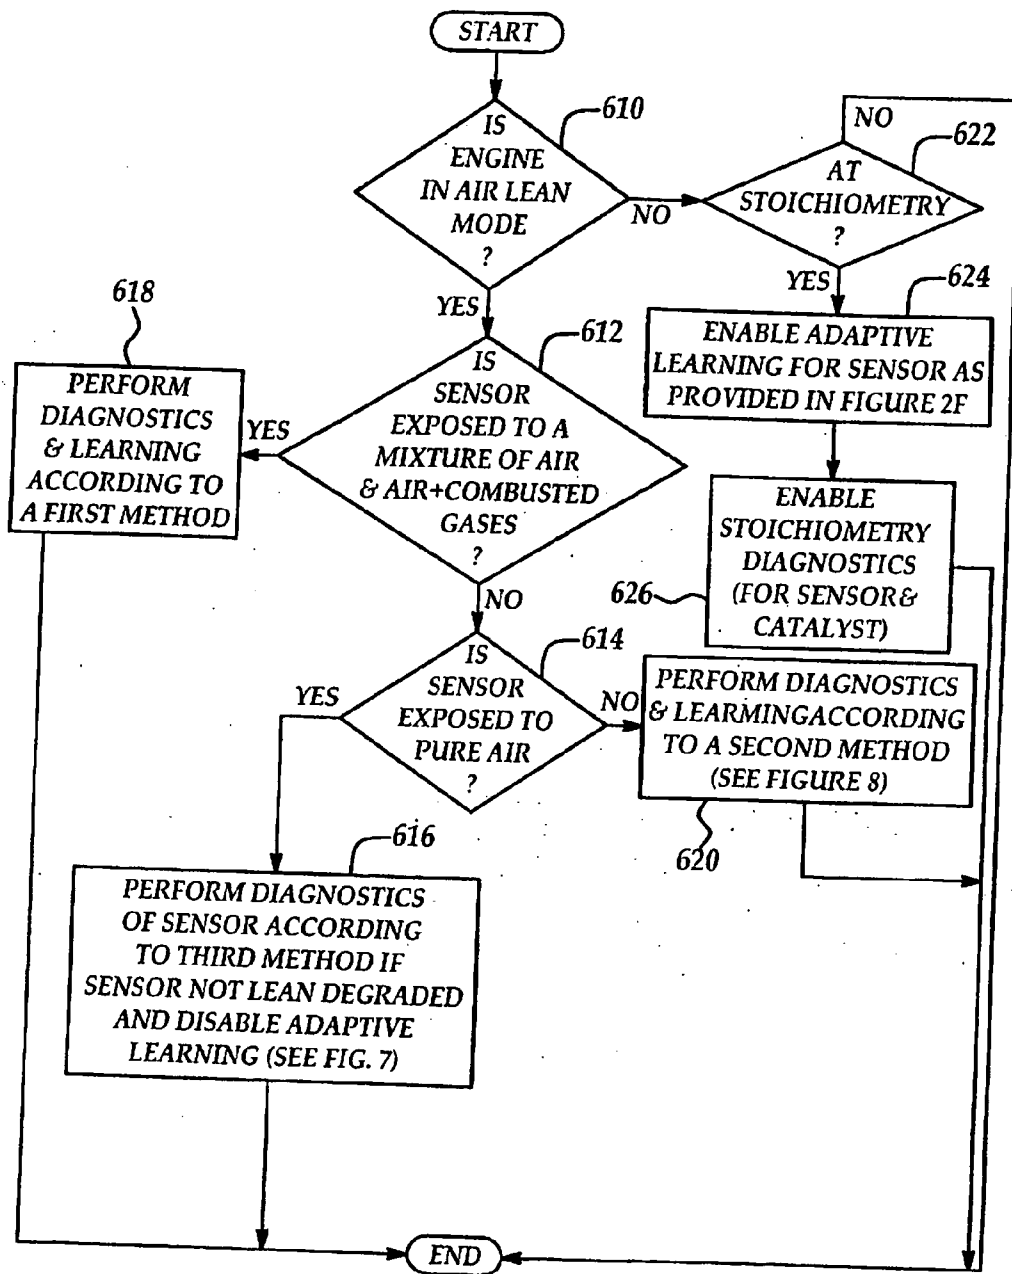 START
610
IS
ENGINE
IN AIR LEAN
MODE
?
NO
YES
NO
622
AT
STOICHIOMETRY
?
YES
624
ENABLE ADAPTIVE
LEARNING FOR SENSOR AS
PROVIDED IN FIGURE 2F
618
PERFORM
DIAGNOSTICS
& LEARNING
ACCORDING TO
A FIRST METHOD
YES
612
IS
SENSOR
EXPOSED TO A
MIXTURE OF AIR
& AIR+COMBUSTED
GASES
?
NO
626
ENABLE
STOICHIOMETRY
DIAGNOSTICS
(FOR SENSOR&
CATALYST)
614
IS
SENSOR
EXPOSED TO
PURE AIR
?
YES
NO
PERFORM DIAGNOSTICS
& LEARMINGACCORDING
TO A SECOND METHOD
(SEE FIGURE 8)
620
616
PERFORM DIAGNOSTICS
OF SENSOR ACCORDING
TO THIRD METHOD IF
SENSOR NOT LEAN DEGRADED
AND DISABLE ADAPTIVE
LEARNING (SEE FIG. 7)
END